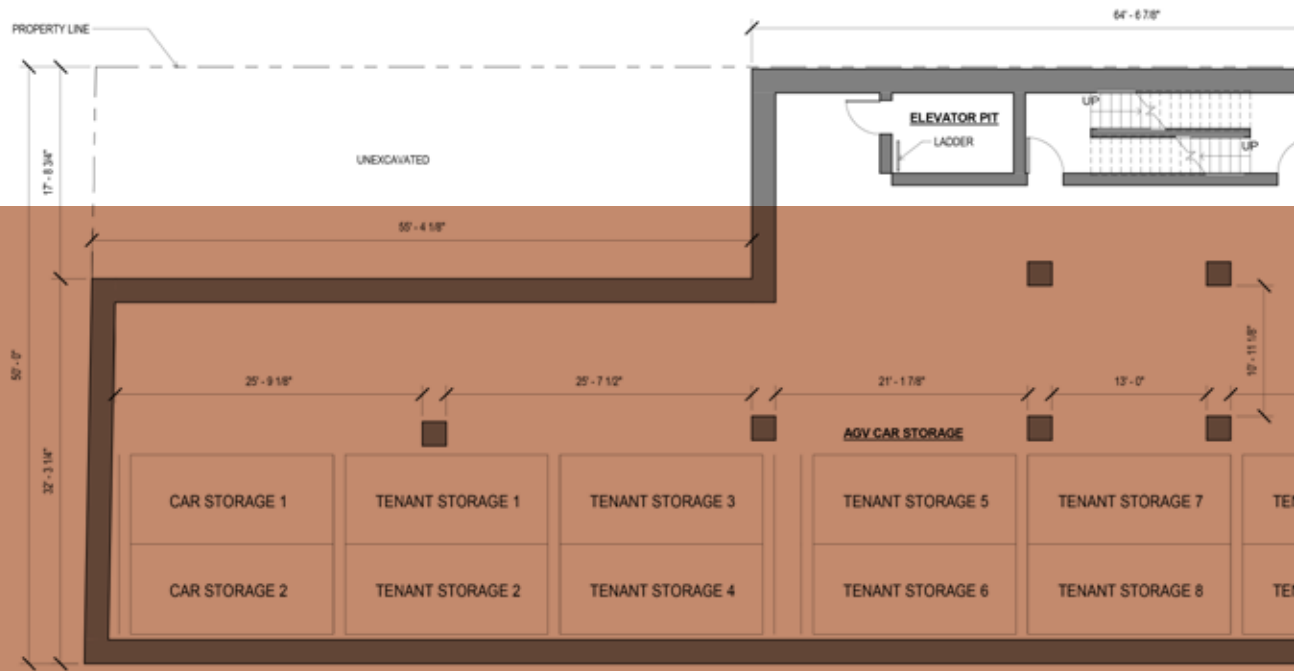 64' - 6 7/8"
PROPERTY LINE
UP
ELEVATOR PIT
LADDER
UP
UNEXCAVATED
17' - 8 3/4"
55' - 4 1/8"
50' - 0"
10' - 11 1/8"
25' - 9 1/8"
25' - 7 1/2"
21' - 1 7/8"
13' - 0"
AGV CAR STORAGE
32' - 3 1/4"
CAR STORAGE 1
TENANT STORAGE 1
TENANT STORAGE 3
TENANT STORAGE 5
TENANT STORAGE 7
CAR STORAGE 2
TENANT STORAGE 2
TENANT STORAGE 4
TENANT STORAGE 6
TENANT STORAGE 8